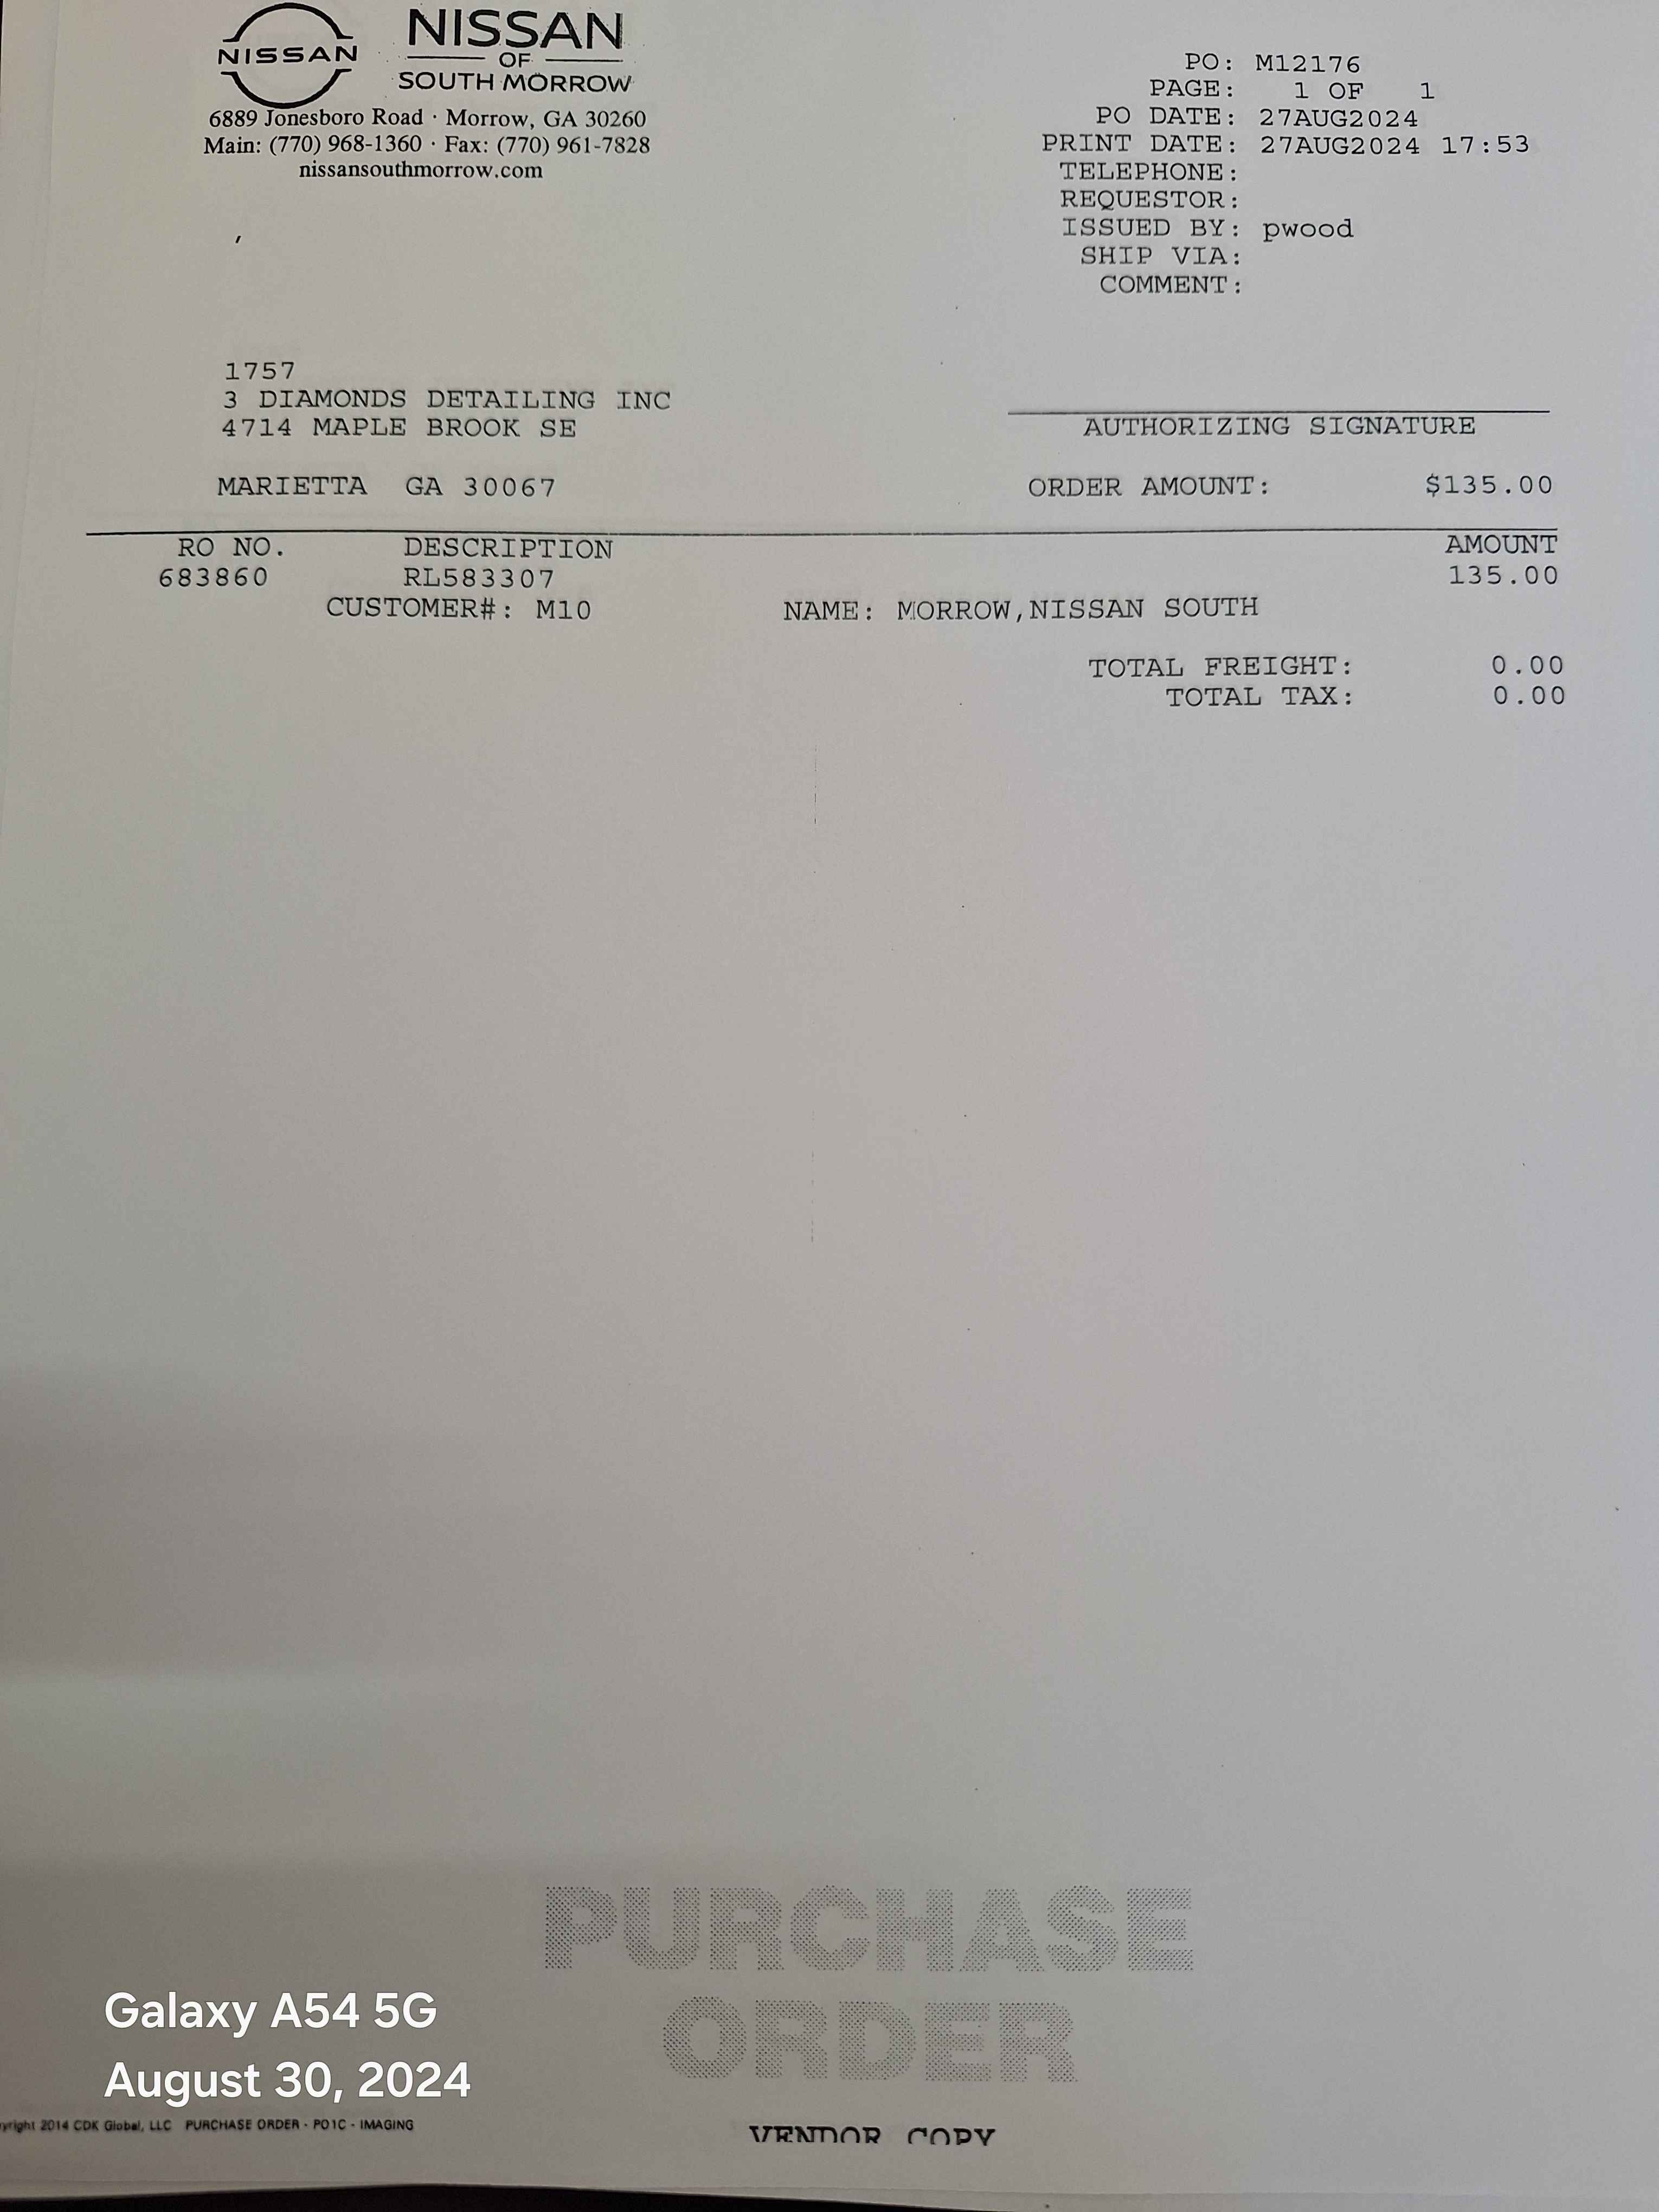 NISSAN
NISSAN
OF
SOUTH MORROW
6889 Jonesboro Road · Morrow, GA 30260
Main: (770) 968-1360 · Fax: (770) 961-7828
nissansouthmorrow.com
PO: M12176
PAGE: 1 OF 1
PO DATE: 27AUG2024
PRINT DATE: 27AUG2024 17:53
TELEPHONE:
REQUESTOR:
ISSUED BY: pwood
SHIP VIA:
COMMENT:
1757
3 DIAMONDS DETAILING INC
4714 MAPLE BROOK SE
MARIETTA GA 30067
AUTHORIZING SIGNATURE
ORDER AMOUNT: $135.00
RO NO. DESCRIPTION AMOUNT
683860 RL583307 135.00
CUSTOMER#: M10 NAME: MORROW,NISSAN SOUTH
TOTAL FREIGHT: 0.00
TOTAL TAX: 0.00
PURCHASE
ORDER
Galaxy A54 5G
August 30, 2024
yright 2014 CDK Global, LLC PURCHASE ORDER - PO1C - IMAGING
VENDOR COPY